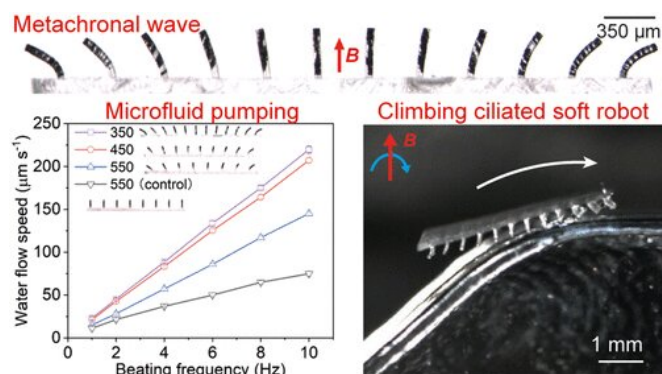 Metachronal wave
350 µm
B
Microfluid pumping
Climbing ciliated soft robot
250
200
150
100
50
0
350
450
550
550 (control)
Water flow speed (µm s⁻¹)
0 2 4 6 8 10
Beating frequency (Hz)
B
1 mm